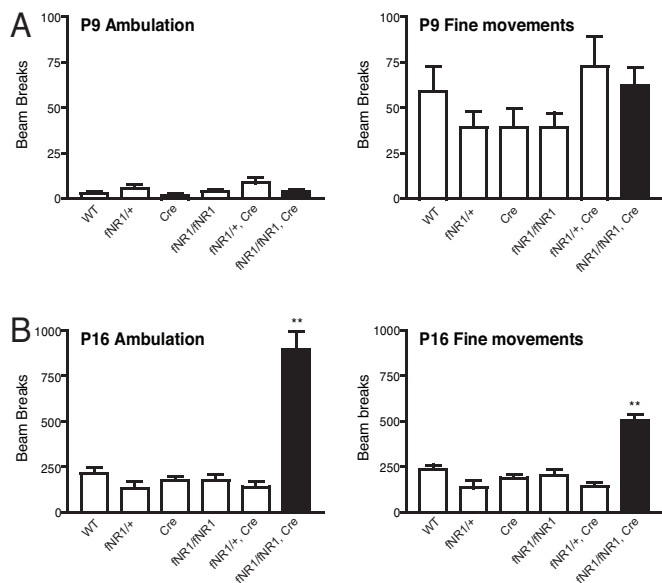 A
P9 Ambulation
Beam Breaks
100
75
50
25
0
WT
fNR1/+
Cre
fNR1/fNR1
fNR1/+, Cre
fNR1/fNR1, Cre
P9 Fine movements
Beam Breaks
100
75
50
25
0
WT
fNR1/+
Cre
fNR1/fNR1
fNR1/+, Cre
fNR1/fNR1, Cre
B
P16 Ambulation
Beam Breaks
1000
750
500
250
0
**
WT
fNR1/+
Cre
fNR1/fNR1
fNR1/+, Cre
fNR1/fNR1, Cre
P16 Fine movements
Beam breaks
1000
750
500
250
0
**
WT
fNR1/+
Cre
fNR1/fNR1
fNR1/+, Cre
fNR1/fNR1, Cre